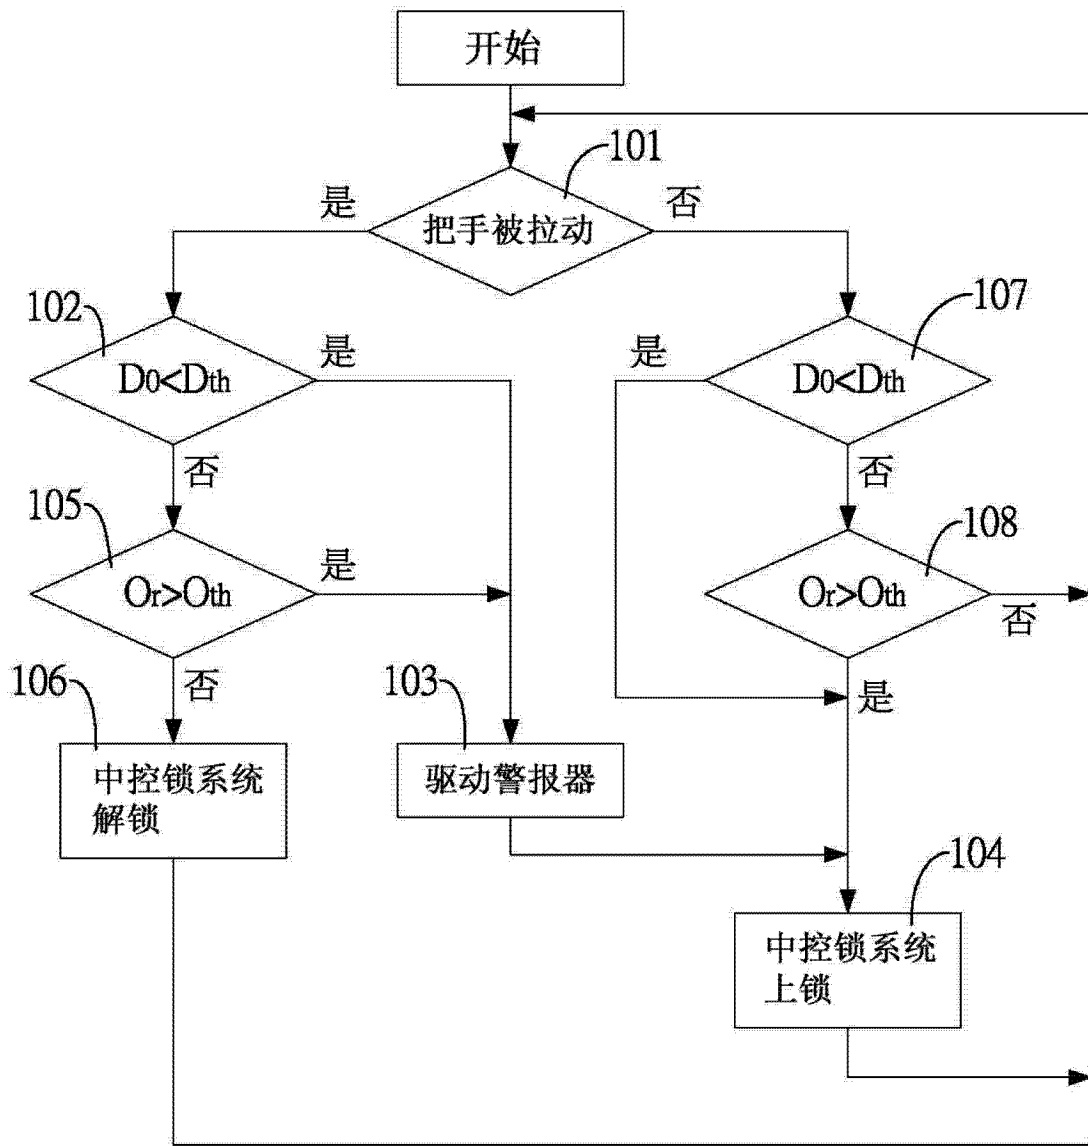 开始
101
是
否
把手被拉动
102
107
是
是
D0<Dth
D0<Dth
否
否
105
108
是
Or>Oth
Or>Oth
否
106
否
103
是
中控锁系统
解锁
驱动警报器
104
中控锁系统
上锁